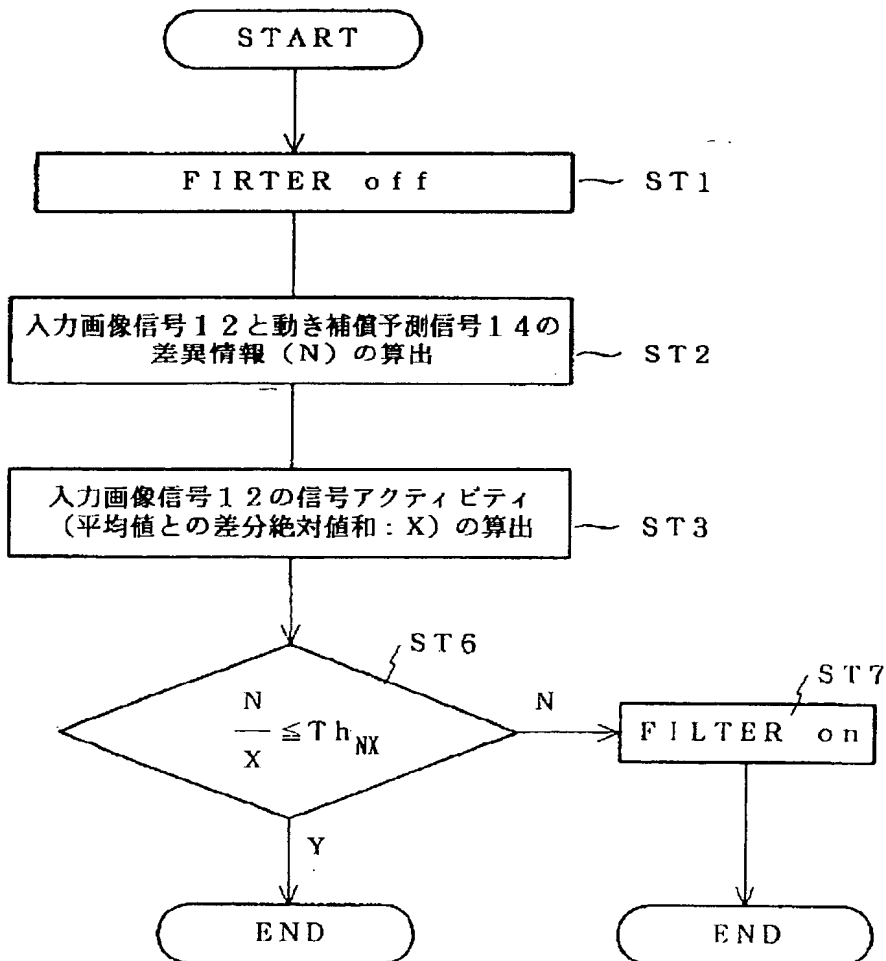 START
FIRTER off
ST1
入力画像信号12と動き補償予測信号14の
差異情報(N)の算出
ST2
入力画像信号12の信号アクティビティ
(平均値との差分絶対値和:X)の算出
ST3
ST6
N
X
≦ThNX
N
ST7
FILTER on
Y
END
END